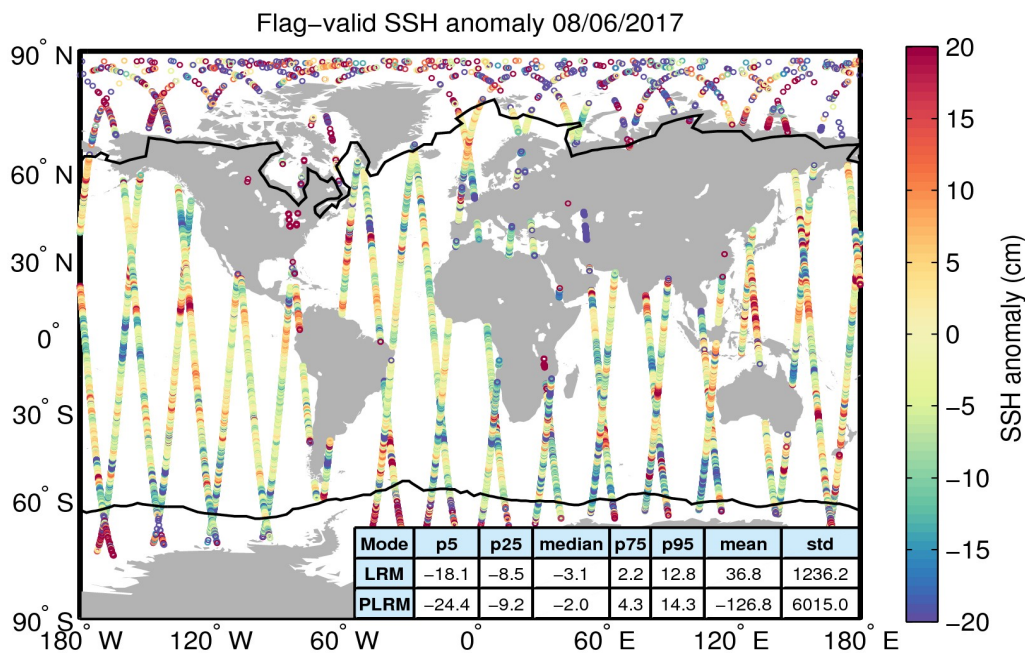 Flag−valid SSH anomaly 08/06/2017
90° N
60° N
30° N
0°
30° S
60° S
90° S
180° W
120° W
60° W
0°
60° E
120° E
180° E
Mode p5 p25 median p75 p95 mean std
LRM −18.1 −8.5 −3.1 2.2 12.8 36.8 1236.2
PLRM −24.4 −9.2 −2.0 4.3 14.3 −126.8 6015.0
20
15
10
5
0
−5
−10
−15
−20
SSH anomaly (cm)